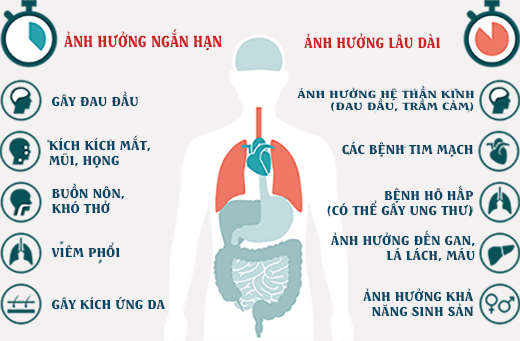 ẢNH HƯỞNG NGẮN HẠN
GÂY ĐAU ĐẦU
KÍCH KÍCH MẮT,
MŨI, HỌNG
BUỒN NÔN,
KHÓ THỞ
VIÊM PHỔI
GÂY KÍCH ỨNG DA
ẢNH HƯỞNG LÂU DÀI
ẢNH HƯỞNG HỆ THẦN KINH
(ĐAU ĐẦU, TRẦM CẢM)
CÁC BỆNH TIM MẠCH
BỆNH HÔ HẤP
(CÓ THỂ GÂY UNG THƯ)
ẢNH HƯỞNG ĐẾN GAN,
LÁ LÁCH, MÁU
ẢNH HƯỞNG KHẢ
NĂNG SINH SẢN